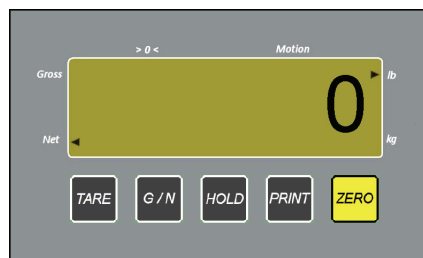 > 0 < Motion
Gross lb
0
Net kg
TARE G / N HOLD PRINT ZERO